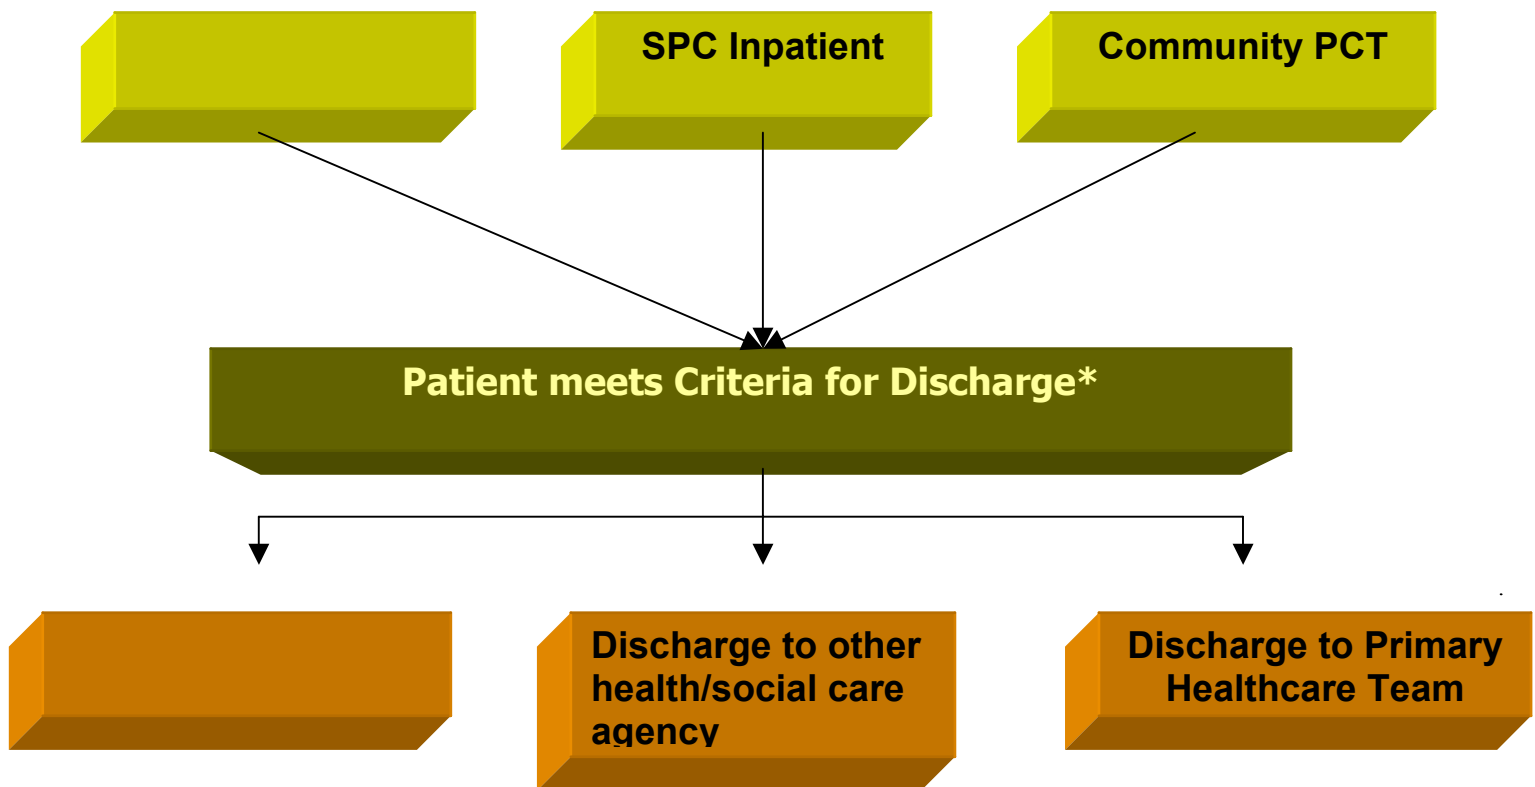 SPC Inpatient
Community PCT
Patient meets Criteria for Discharge*
Discharge to other
health/social care
agency
Discharge to Primary
Healthcare Team